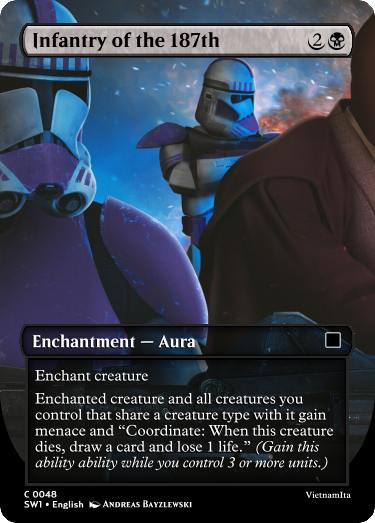 Infantry of the 187th 2
Enchantment — Aura
Enchant creature
Enchanted creature and all creatures you
control that share a creature type with it gain
menace and “Coordinate: When this creature
dies, draw a card and lose 1 life.” (Gain this
ability ability while you control 3 or more units.)
C 0048
SW1 • English ANDREAS BAYZLEWSKI
VietnamIta